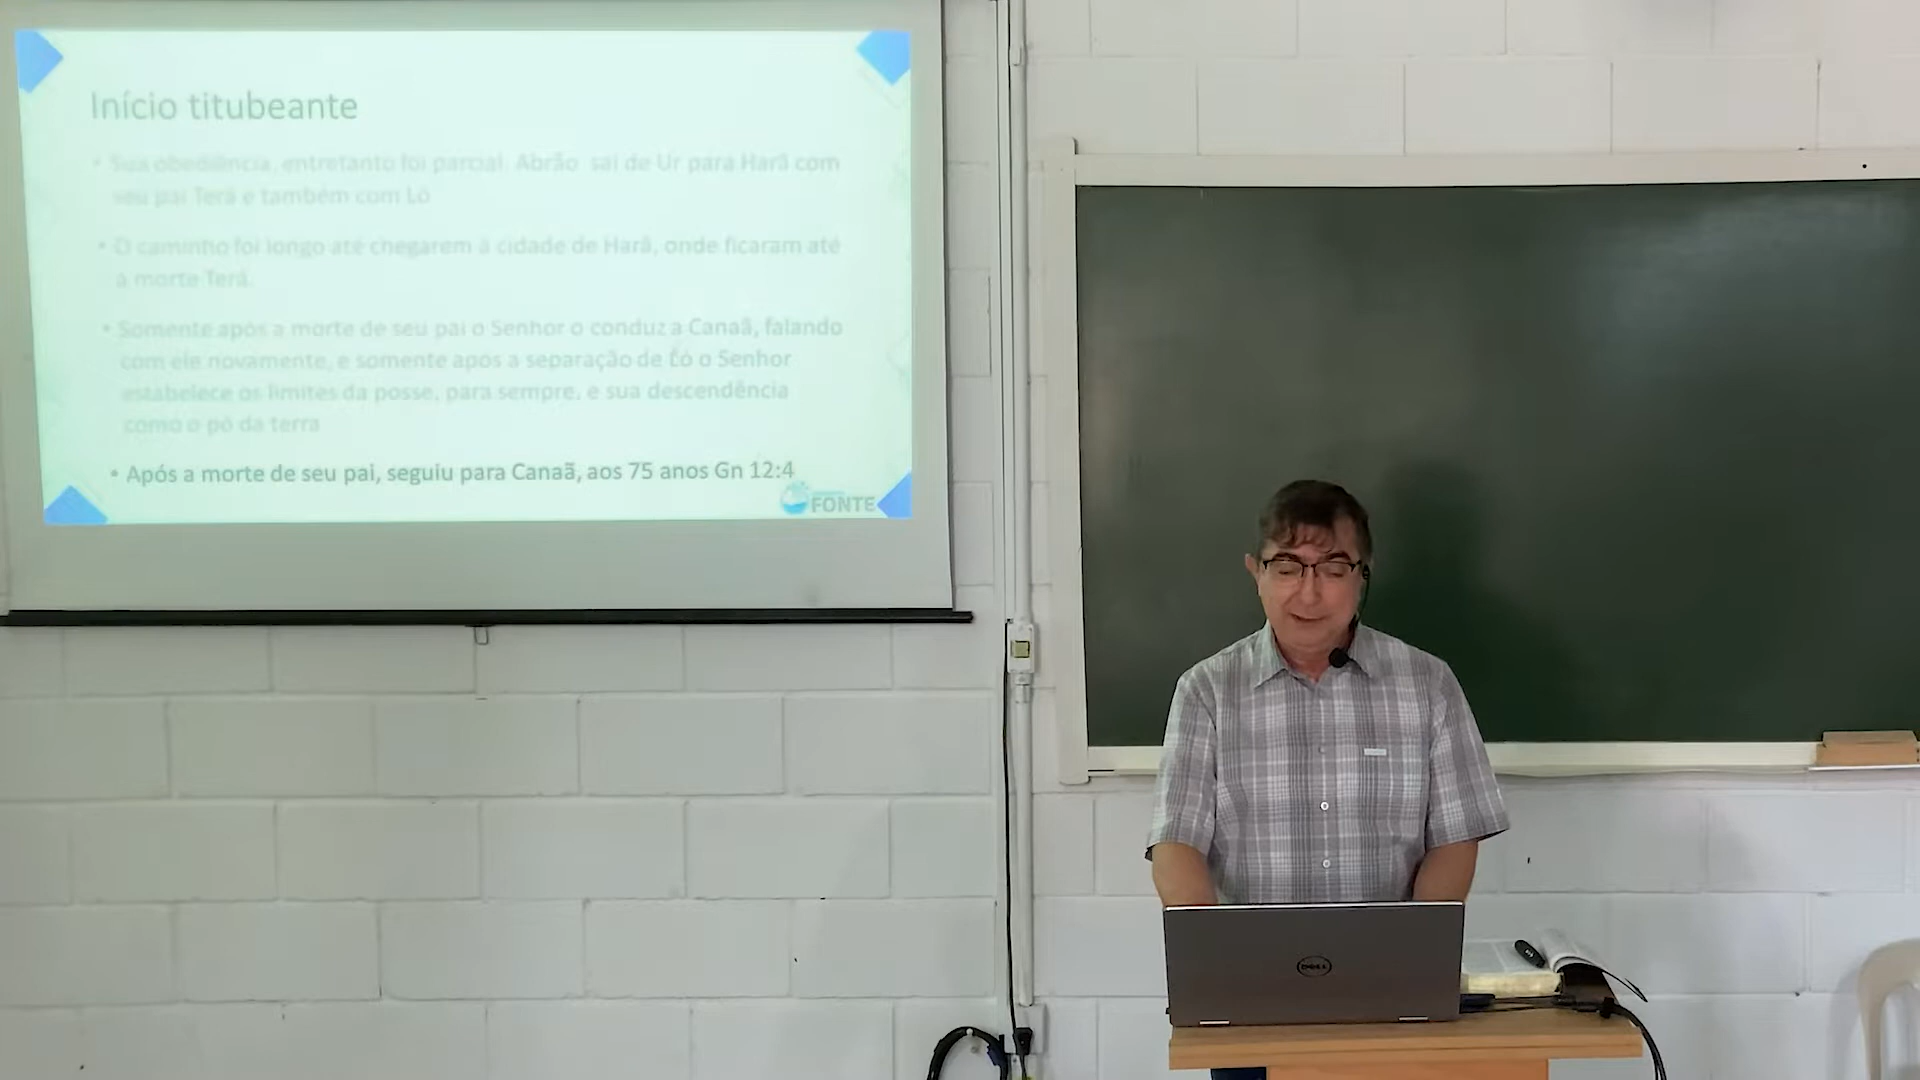 Início titubeante
• Sua obediência, entretanto foi parcial. Abrão sai de Ur para Harã com
seu pai Terá e também com Ló
• O caminho foi longo até chegarem à cidade de Harã, onde ficaram até
a morte Terá.
• Somente após a morte de seu pai o Senhor o conduz a Canaã, falando
com ele novamente, e somente após a separação de Ló o Senhor
estabelece os limites da posse, para sempre, e sua descendência
como o pó da terra
• Após a morte de seu pai, seguiu para Canaã, aos 75 anos Gn 12:4
FONTE
DELL